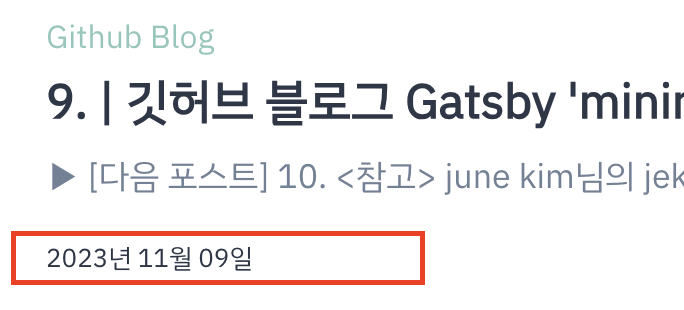 Github Blog
9. | 깃허브 블로그 Gatsby 'minir
▶ [다음 포스트] 10. <참고> june kim님의 jek
2023년 11월 09일